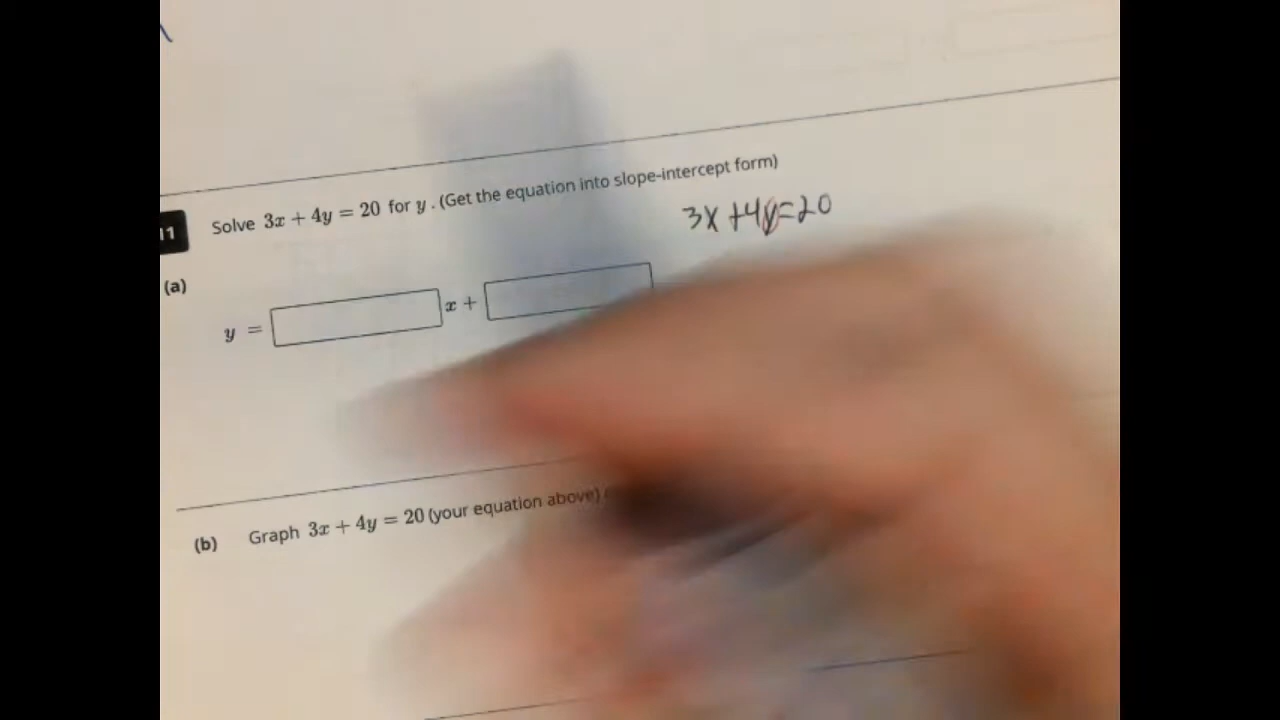 11 Solve 3x + 4y = 20 for y . (Get the equation into slope-intercept form)
3x+4y=20
(a)
y = x +
(b) Graph 3x + 4y = 20 (your equation above)